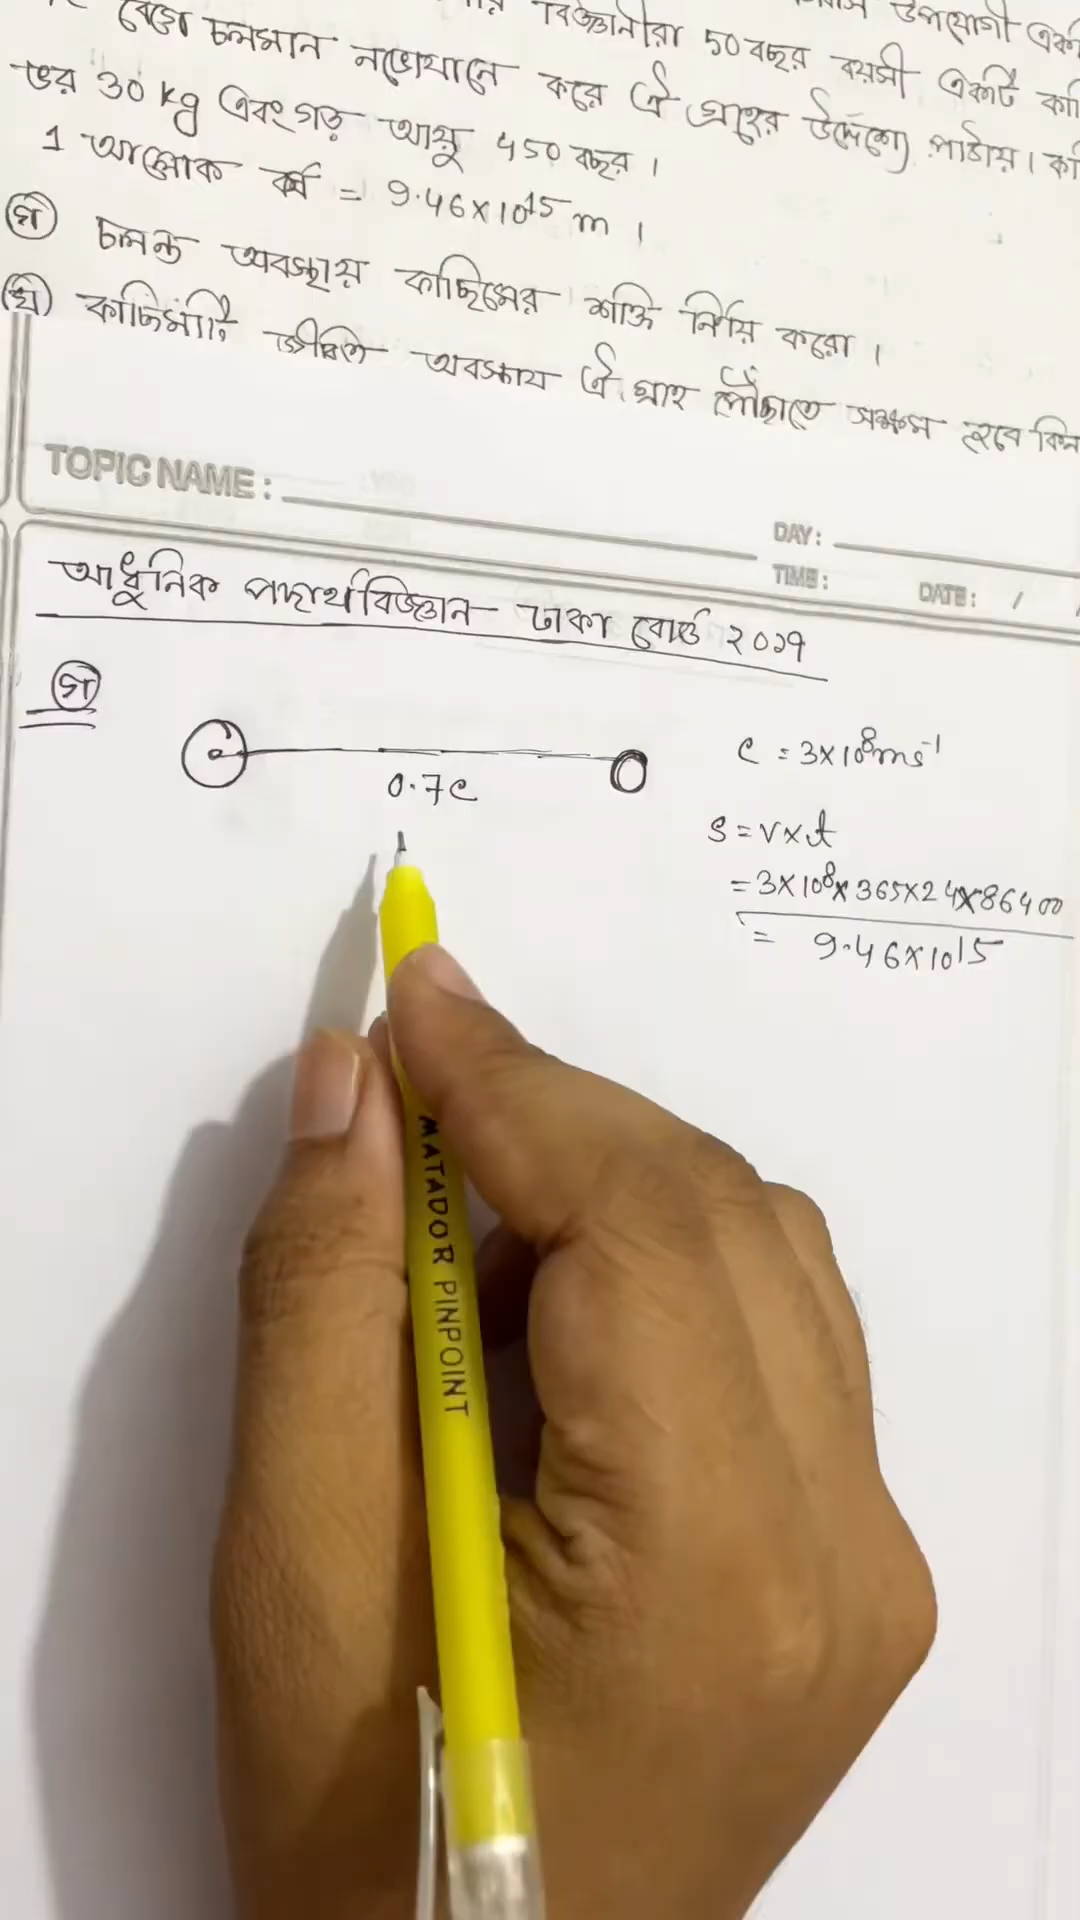 বেগে চলমান নভোযানে করে ঐ গ্রহের উদ্দেশ্যে পাঠায়।
বিজ্ঞানীরা 50 বছর বয়সী একটি
উপযোগী
ভর 30 kg এবং গড় আয়ু 450 বছর।
1 আলোক বর্ষ = 9.46×10^15 m ।
গ চলন্ত অবস্থায় কাছিমের শক্তি নির্ণয় করো।
ঘ কাছিমটি জীবিত অবস্থায় ঐ গ্রহে পৌঁছাতে সক্ষম হবে
TOPIC NAME :
DAY :
TIME :
DATE : /
আধুনিক পদার্থবিজ্ঞান - ঢাকা বোর্ড ২০১৭
গ
0.7c
c = 3×10^8 ms^-1
S = v×t
= 3×10^8 × 365×24×86400
= 9.46×10^15
MATADOR PINPOINT